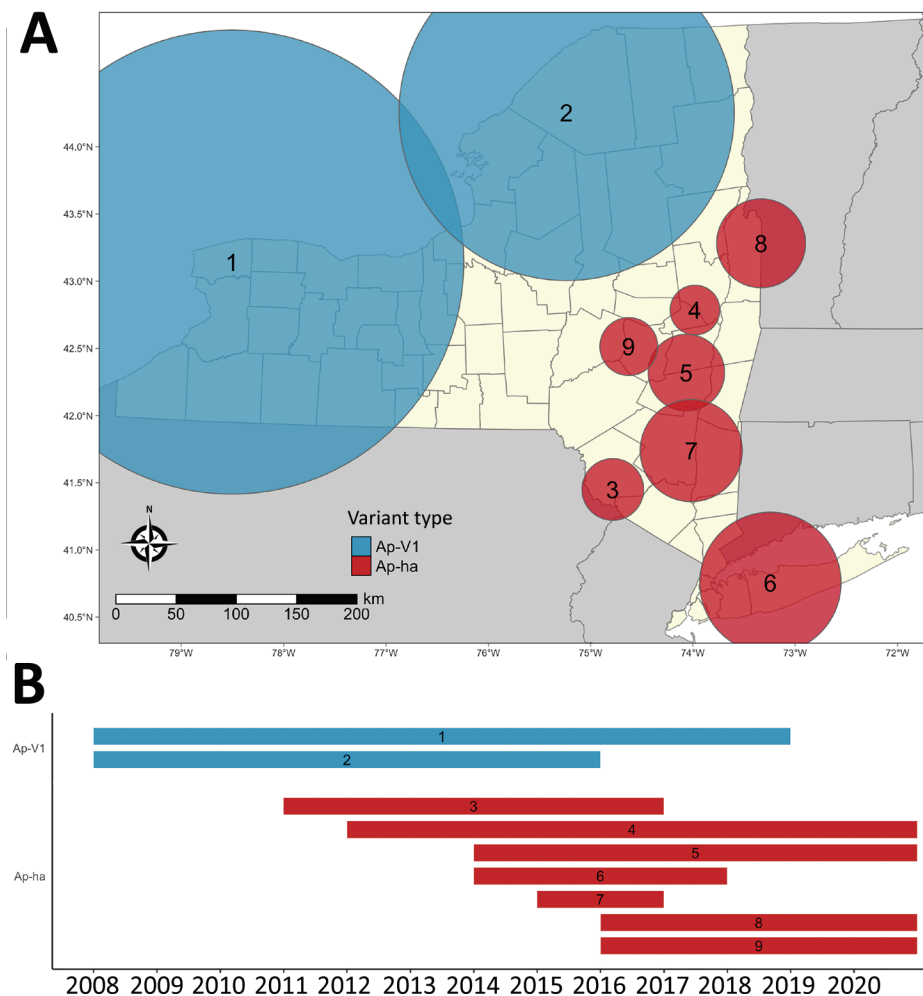 A
2
44.0°N
43.5°N
8
1
43.0°N
4
9
42.5°N
5
42.0°N
7
3
41.5°N
N
Variant type
Ap-V1
Ap-ha
41.0°N
6
km
0 50 100 150 200
40.5°N
79°W 78°W 77°W 76°W 75°W 74°W 73°W 72°W
B
Ap-V1
1
2
3
4
5
Ap-ha
6
7
8
9
2008 2009 2010 2011 2012 2013 2014 2015 2016 2017 2018 2019 2020